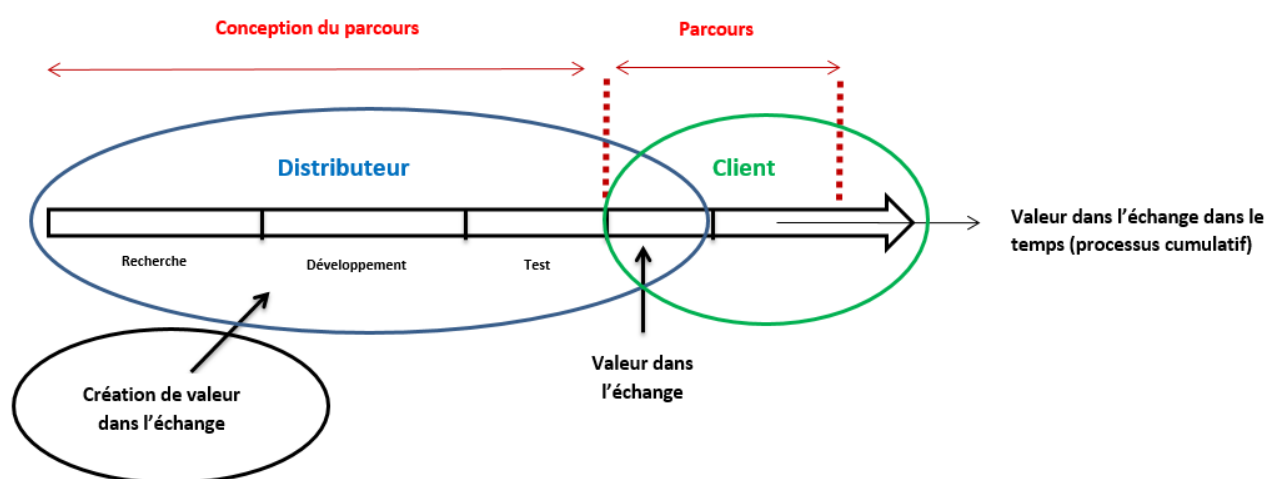 Conception du parcours
Parcours
Distributeur
Client
Valeur dans l'échange dans le
temps (processus cumulatif)
Recherche
Développement
Test
Valeur dans
l'échange
Création de valeur
dans l'échange